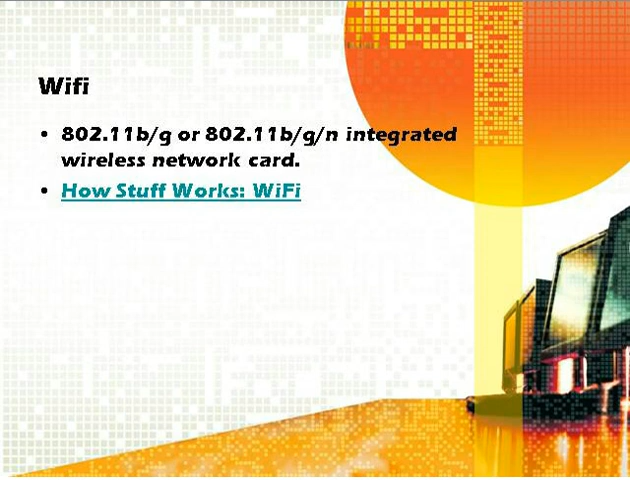 Wifi
• 802.11b/g or 802.11b/g/n integrated
wireless network card.
• How Stuff Works: WiFi